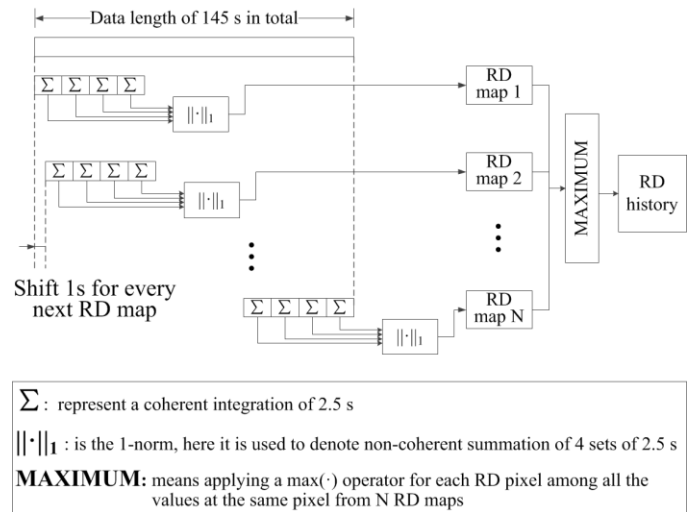 Data length of 145 s in total
Σ Σ Σ Σ
||·||₁
RD
map 1
Σ Σ Σ Σ
||·||₁
RD
map 2
MAXIMUM
RD
history
Shift 1s for every
next RD map
Σ Σ Σ Σ
||·||₁
RD
map N
Σ : represent a coherent integration of 2.5 s
||·||₁ : is the 1-norm, here it is used to denote non-coherent summation of 4 sets of 2.5 s
MAXIMUM: means applying a max(·) operator for each RD pixel among all the
values at the same pixel from N RD maps